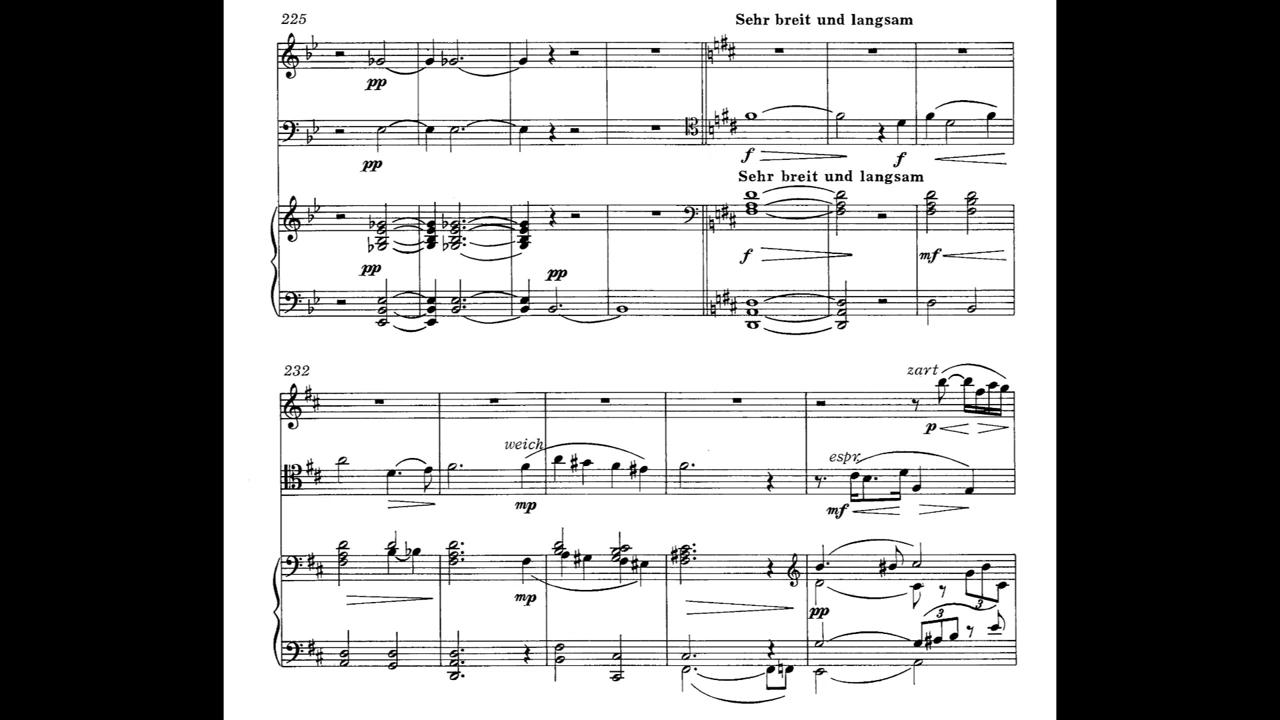 225
Sehr breit und langsam
pp
pp
f
f
Sehr breit und langsam
f
mf
pp
pp
232
zart
p
weich
espr.
mp
mf
mp
pp
3
3